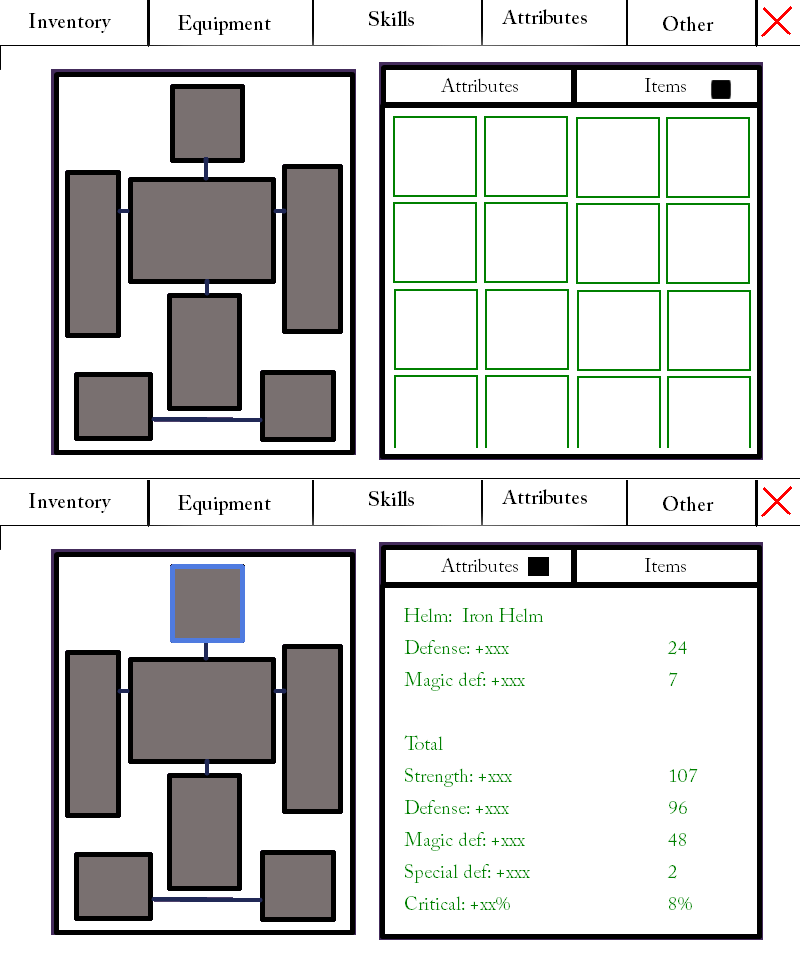 Inventory Equipment Skills Attributes Other
Attributes Items
Inventory Equipment Skills Attributes Other
Attributes Items
Helm: Iron Helm
Defense: +xxx 24
Magic def: +xxx 7
Total
Strength: +xxx 107
Defense: +xxx 96
Magic def: +xxx 48
Special def: +xxx 2
Critical: +xx% 8%